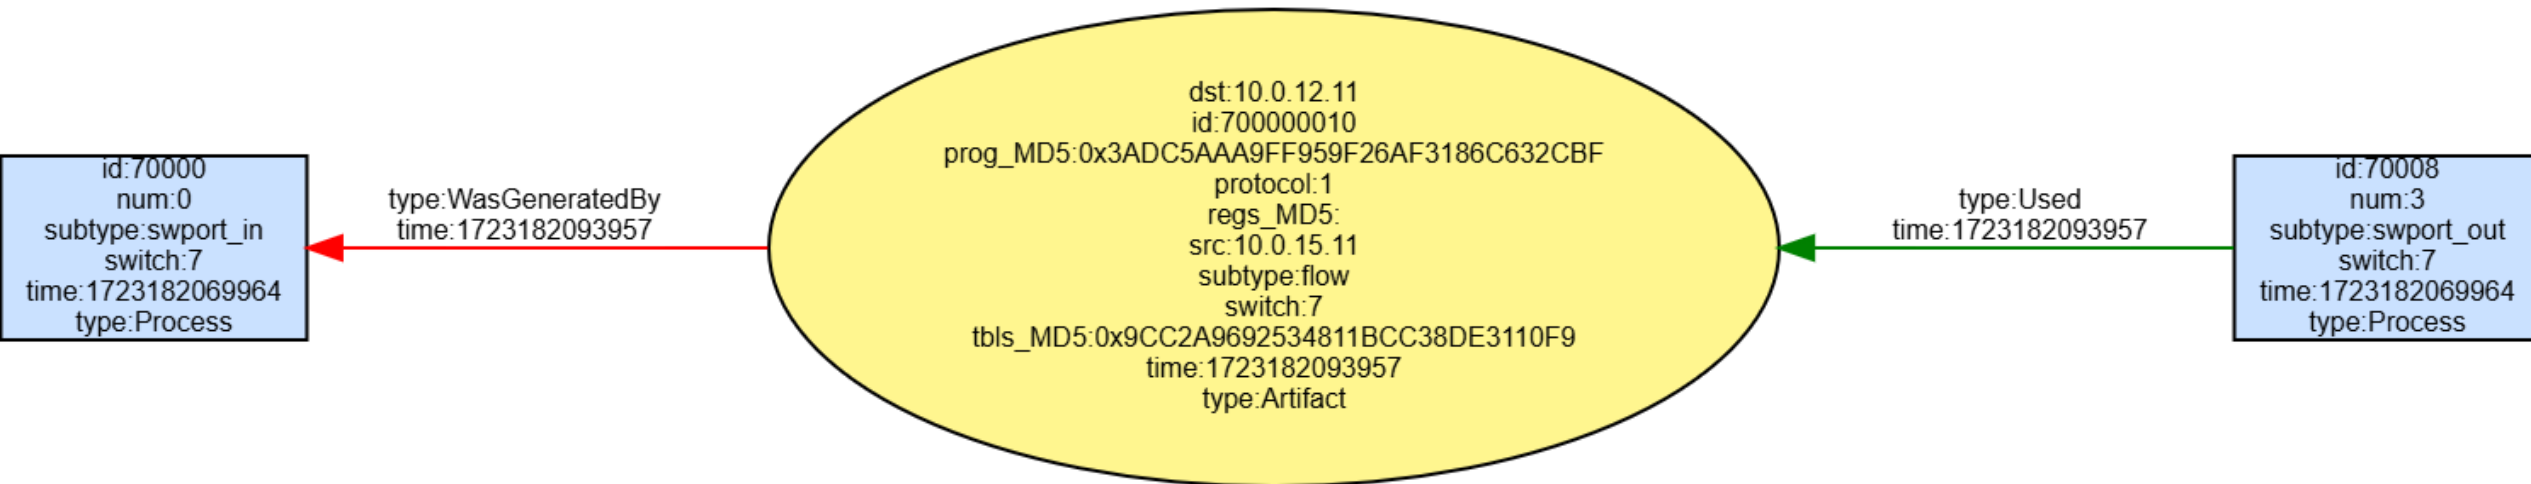 id:70000
num:0
subtype:swport_in
switch:7
time:1723182069964
type:Process
type:WasGeneratedBy
time:1723182093957
dst:10.0.12.11
id:700000010
prog_MD5:0x3ADC5AAA9FF959F26AF3186C632CBF
protocol:1
regs_MD5:
src:10.0.15.11
subtype:flow
switch:7
tbls_MD5:0x9CC2A9692534811BCC38DE3110F9
time:1723182093957
type:Artifact
type:Used
time:1723182093957
id:70008
num:3
subtype:swport_out
switch:7
time:1723182069964
type:Process